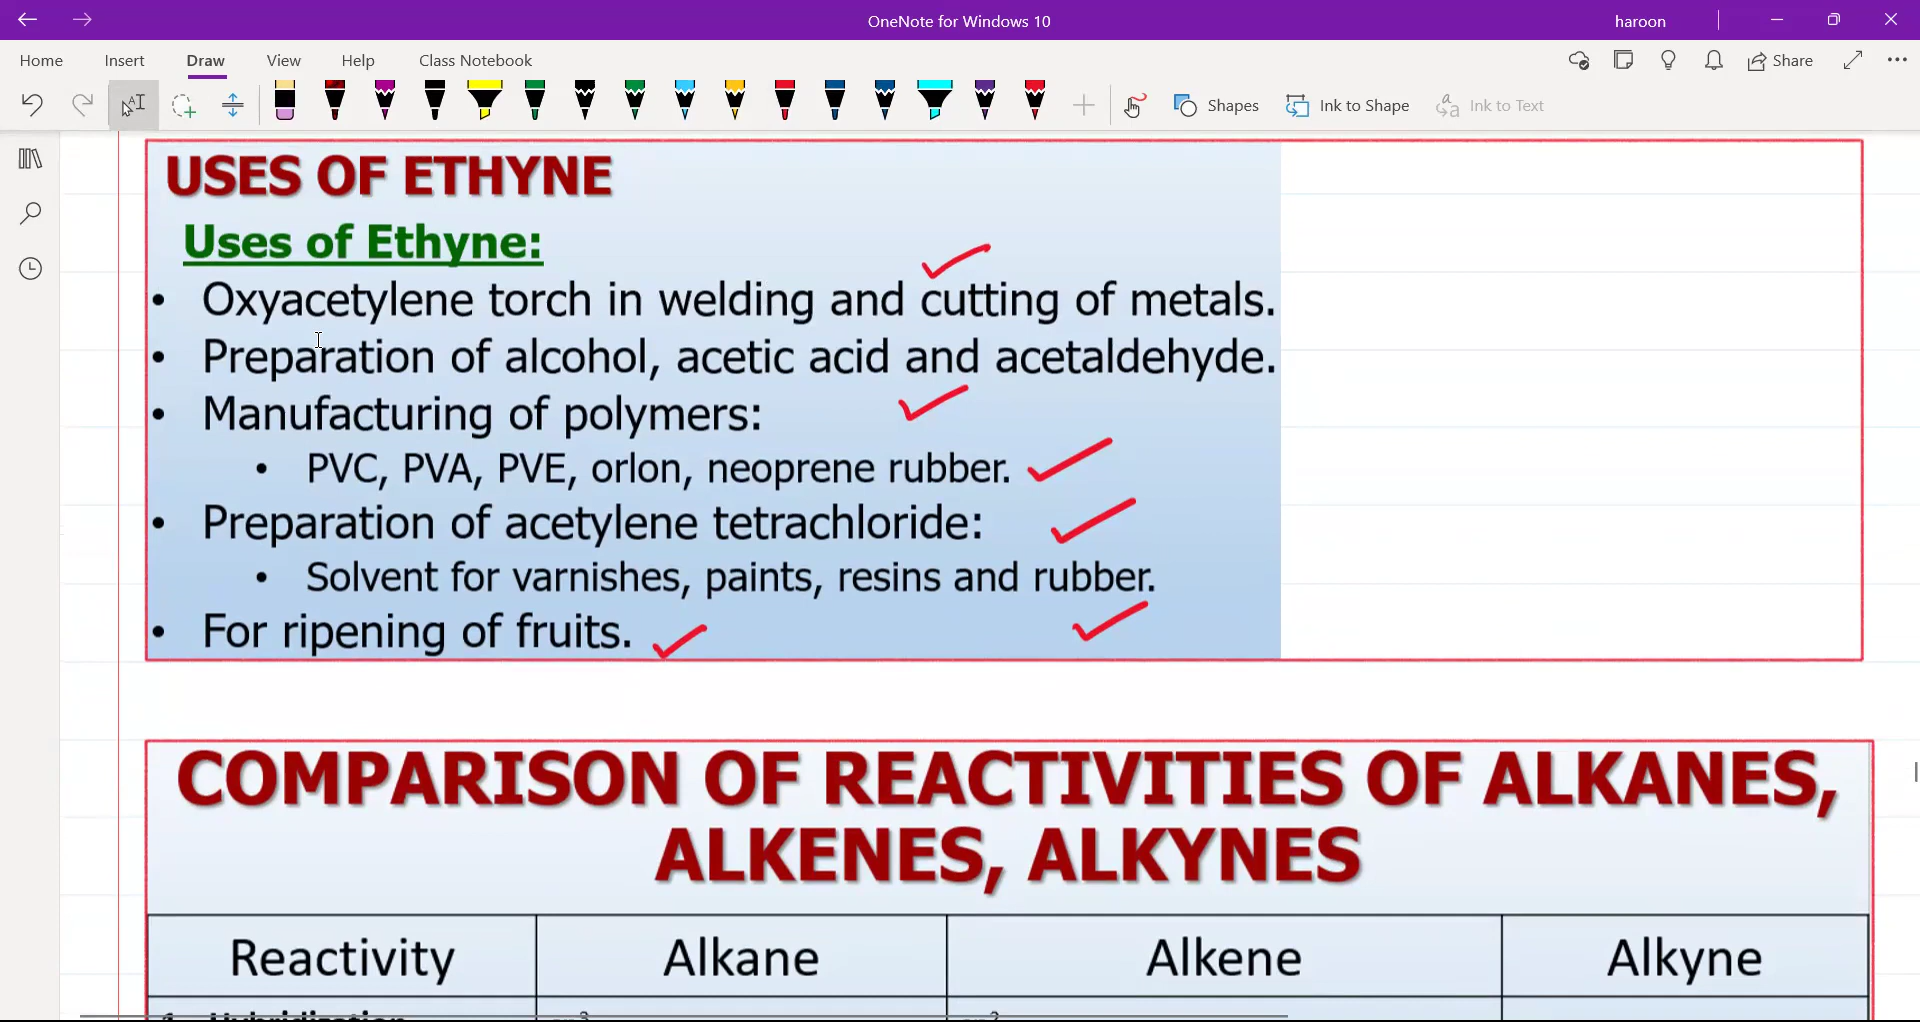 OneNote for Windows 10
haroon
Home Insert Draw View Help Class Notebook
Share
Shapes Ink to Shape Ink to Text
USES OF ETHYNE
Uses of Ethyne:
• Oxyacetylene torch in welding and cutting of metals.
• Preparation of alcohol, acetic acid and acetaldehyde.
• Manufacturing of polymers:
• PVC, PVA, PVE, orlon, neoprene rubber.
• Preparation of acetylene tetrachloride:
• Solvent for varnishes, paints, resins and rubber.
• For ripening of fruits.
COMPARISON OF REACTIVITIES OF ALKANES,
ALKENES, ALKYNES
Reactivity Alkane Alkene Alkyne